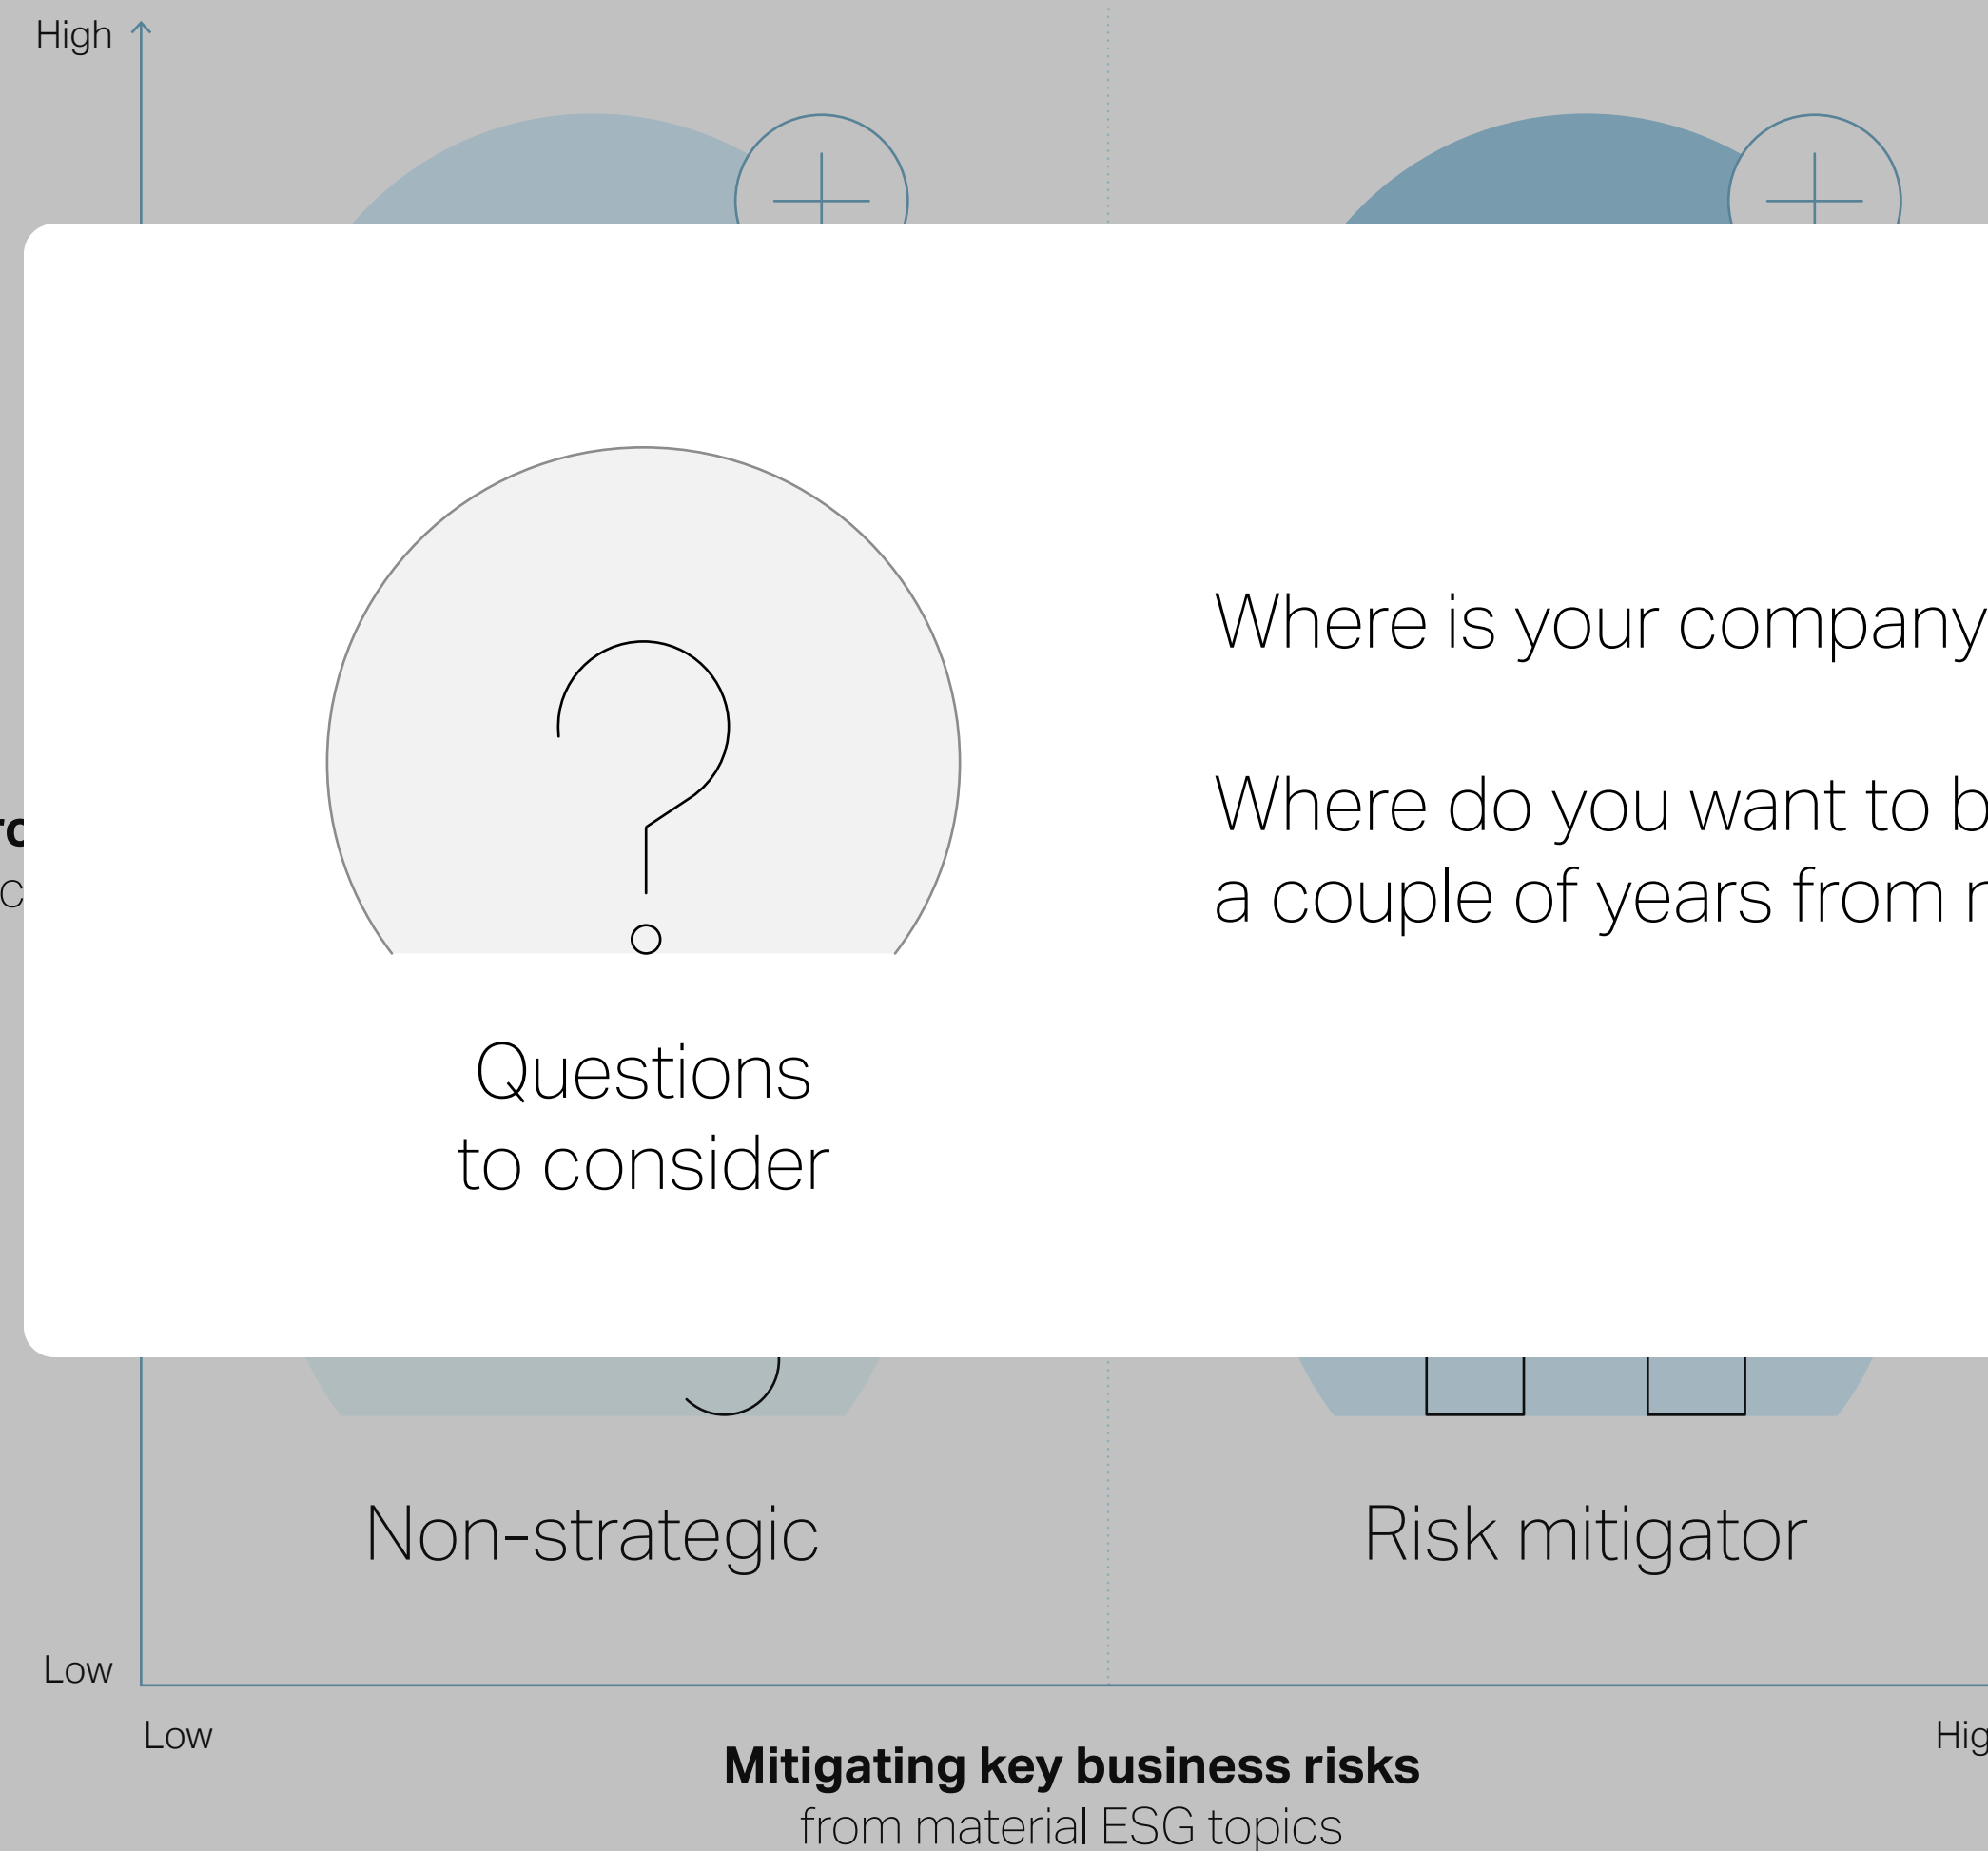 High
Where is your company
Where do you want to
a couple of years from
Questions
to consider
Non-strategic
Risk mitigator
Low
Low
Mitigating key business risks
from material ESG topics